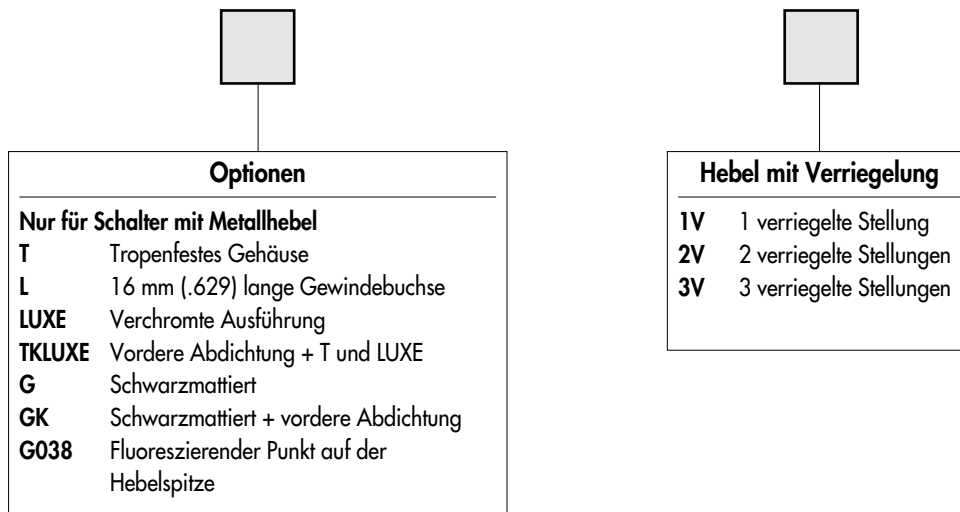 Optionen
Nur für Schalter mit Metallhebel
T Tropenfestes Gehäuse
L 16 mm (.629) lange Gewindebuchse
LUXE Verchromte Ausführung
TKLUXE Vordere Abdichtung + T und LUXE
G Schwarzmattiert
GK Schwarzmattiert + vordere Abdichtung
G038 Fluoreszierender Punkt auf der
Hebelspitze
Hebel mit Verriegelung
1V 1 verriegelte Stellung
2V 2 verriegelte Stellungen
3V 3 verriegelte Stellungen